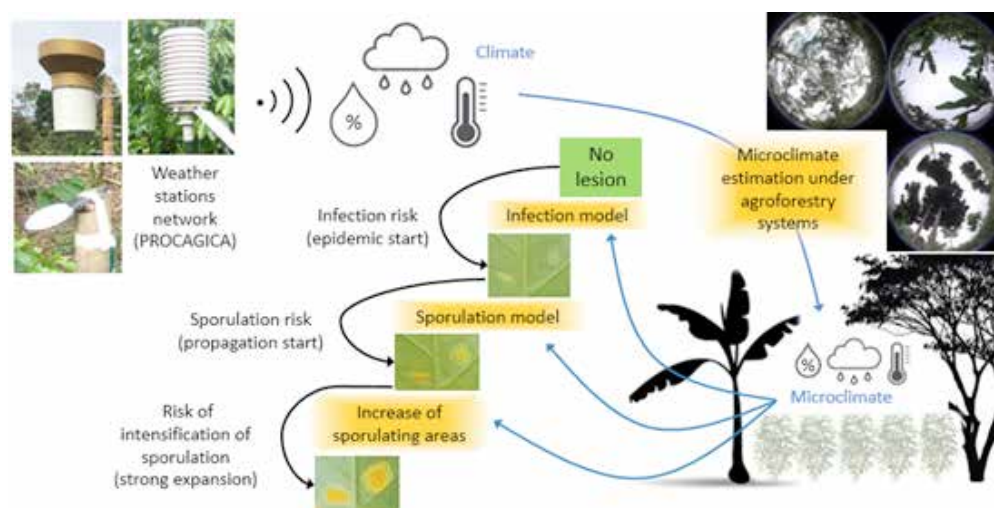 Climate
%
Weather
stations
network
(PROCAGICA)
No
lesion
Microclimate
estimation under
agroforestry
systems
Infection risk
(epidemic start)
Infection model
Sporulation risk
(propagation start)
Sporulation model
%
Microclimate
Risk of
intensification of
sporulation
(strong expansion)
Increase of
sporulating areas